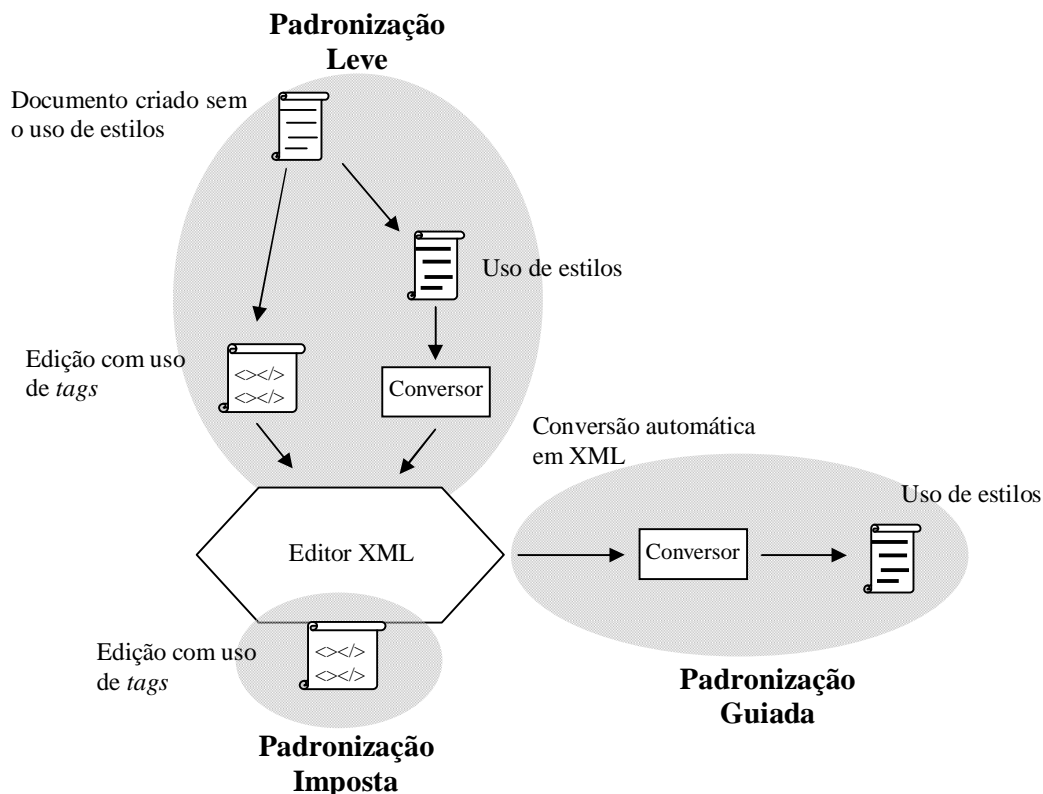 Padronização
Leve
Documento criado sem
o uso de estilos
Uso de estilos
Edição com uso
de tags
<></>
<></>
Conversor
Conversão automática
em XML
Uso de estilos
Editor XML
Conversor
Edição com uso
de tags
<></>
<></>
Padronização
Guiada
Padronização
Imposta